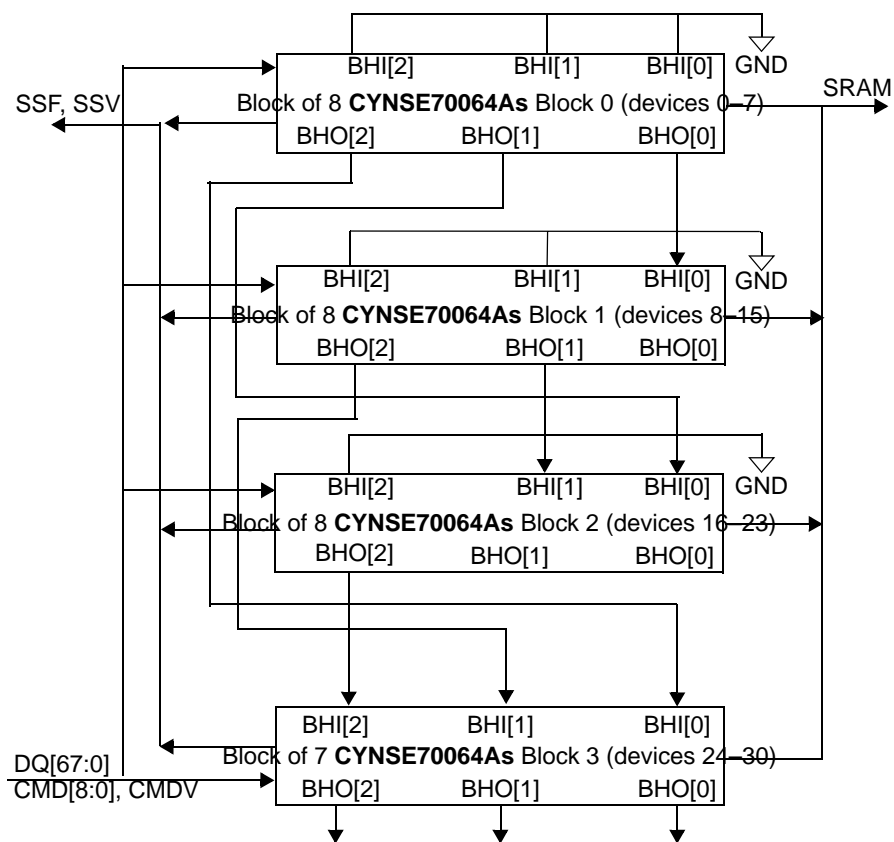 BHI[2] BHI[1] BHI[0] GND
SSF, SSV Block of 8 CYNSE70064As Block 0 (devices 0–7) SRAM
BHO[2] BHO[1] BHO[0]
BHI[2] BHI[1] BHI[0] GND
Block of 8 CYNSE70064As Block 1 (devices 8–15)
BHO[2] BHO[1] BHO[0]
BHI[2] BHI[1] BHI[0] GND
Block of 8 CYNSE70064As Block 2 (devices 16–23)
BHO[2] BHO[1] BHO[0]
BHI[2] BHI[1] BHI[0]
Block of 7 CYNSE70064As Block 3 (devices 24–30)
DQ[67:0]
CMD[8:0], CMDV BHO[2] BHO[1] BHO[0]